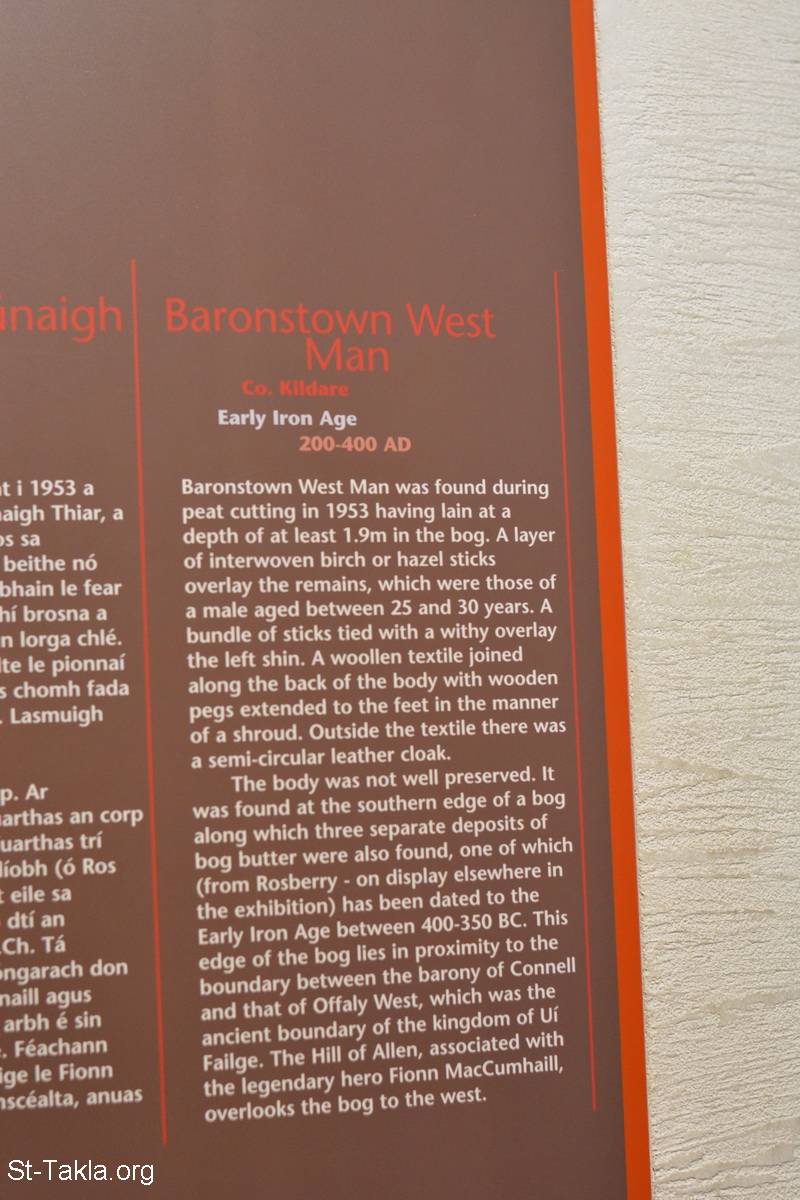 únaigh
t i 1953 a
naigh Thiar, a
os sa
beithe nó
bhain le fear
hí brosna a
n lorga chlé.
lte le pionnaí
s chomh fada
. Lasmuigh
p. Ar
uarthas an corp
uarthas trí
líobh (ó Ros
t eile sa
dtí an
.Ch. Tá
ongarach don
naill agus
arbh é sin
. Féachann
ige le Fionn
nscéalta, anuas
Baronstown West
Man
Co. Kildare
Early Iron Age
200-400 AD
Baronstown West Man was found during
peat cutting in 1953 having lain at a
depth of at least 1.9m in the bog. A layer
of interwoven birch or hazel sticks
overlay the remains, which were those of
a male aged between 25 and 30 years. A
bundle of sticks tied with a withy overlay
the left shin. A woollen textile joined
along the back of the body with wooden
pegs extended to the feet in the manner
of a shroud. Outside the textile there was
a semi-circular leather cloak.
The body was not well preserved. It
was found at the southern edge of a bog
along which three separate deposits of
bog butter were also found, one of which
(from Rosberry - on display elsewhere in
the exhibition) has been dated to the
Early Iron Age between 400-350 BC. This
edge of the bog lies in proximity to the
boundary between the barony of Connell
and that of Offaly West, which was the
ancient boundary of the kingdom of Uí
Failge. The Hill of Allen, associated with
the legendary hero Fionn MacCumhaill,
overlooks the bog to the west.
St-Takla.org